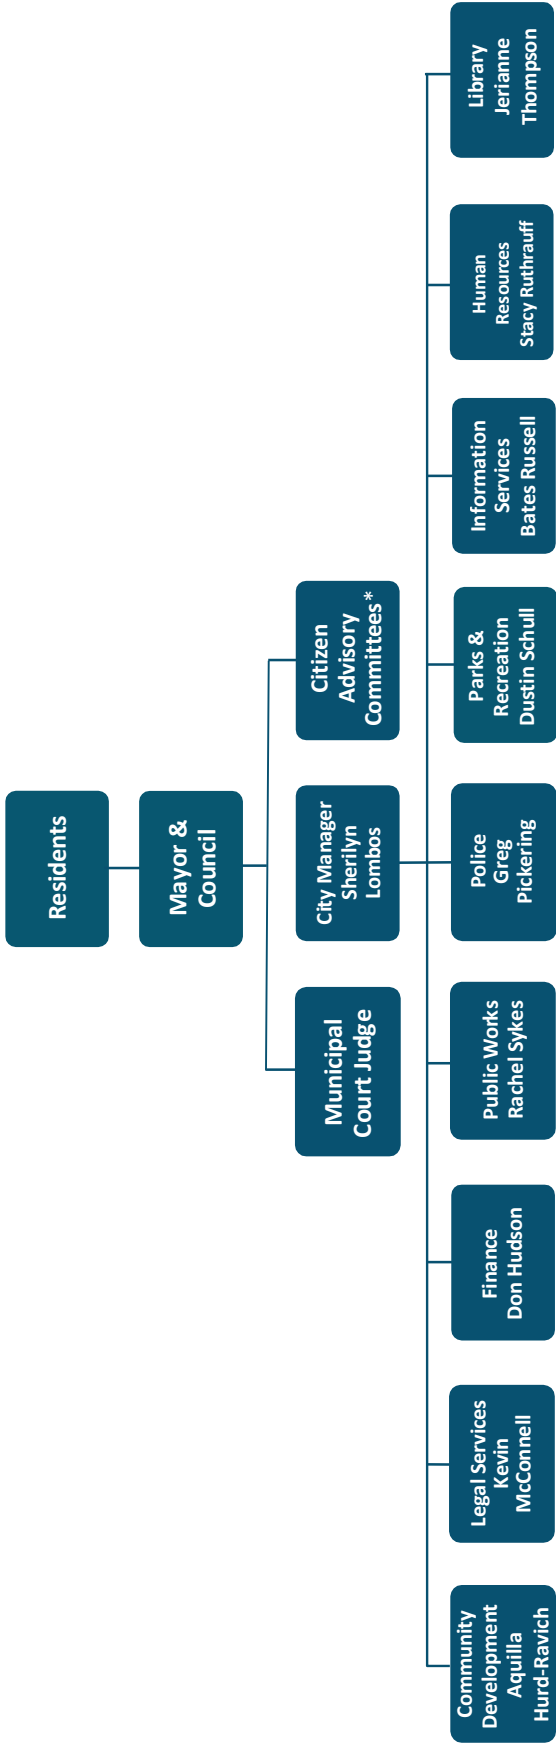 Residents
Mayor &
Council
Municipal
Court Judge
City Manager
Sherilyn
Lombos
Citizen
Advisory
Committees*
Community
Development
Aquilla
Hurd-Ravich
Legal Services
Kevin
McConnell
Finance
Don Hudson
Public Works
Rachel Sykes
Police
Greg
Pickering
Parks &
Recreation
Dustin Schull
Information
Services
Bates Russell
Human
Resources
Stacy Ruthrauff
Library
Jerianne
Thompson